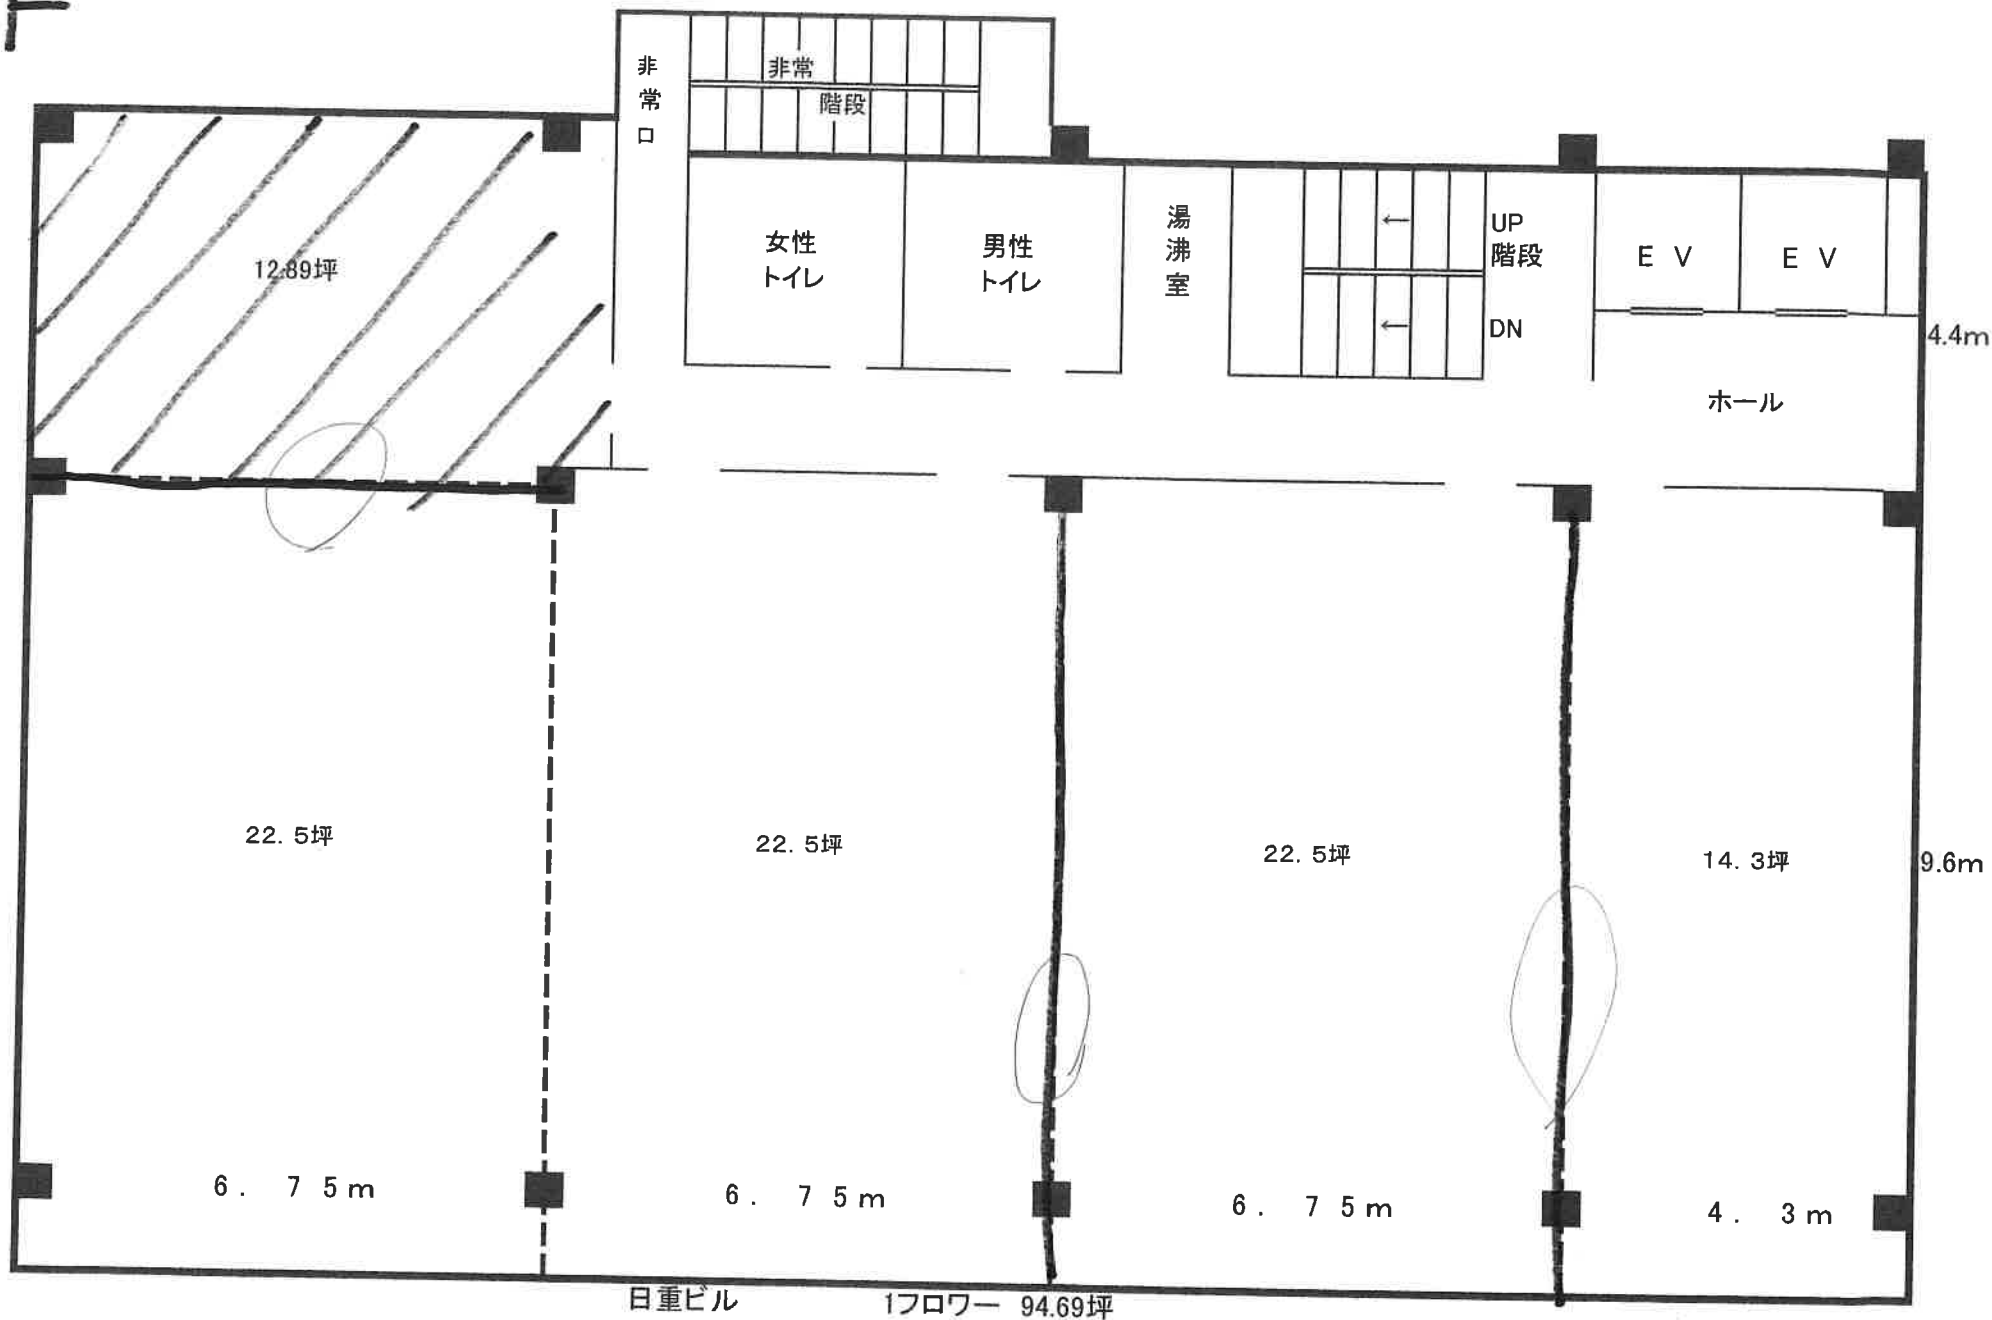 非常口
非常
階段
女性
トイレ
男性
トイレ
湯沸室
←
UP
階段
←
DN
E V
E V
4.4m
ホール
12.89坪
22.5坪
22.5坪
22.5坪
14.3坪
9.6m
6.75m
6.75m
6.75m
4.3m
日重ビル 1フロワー 94.69坪